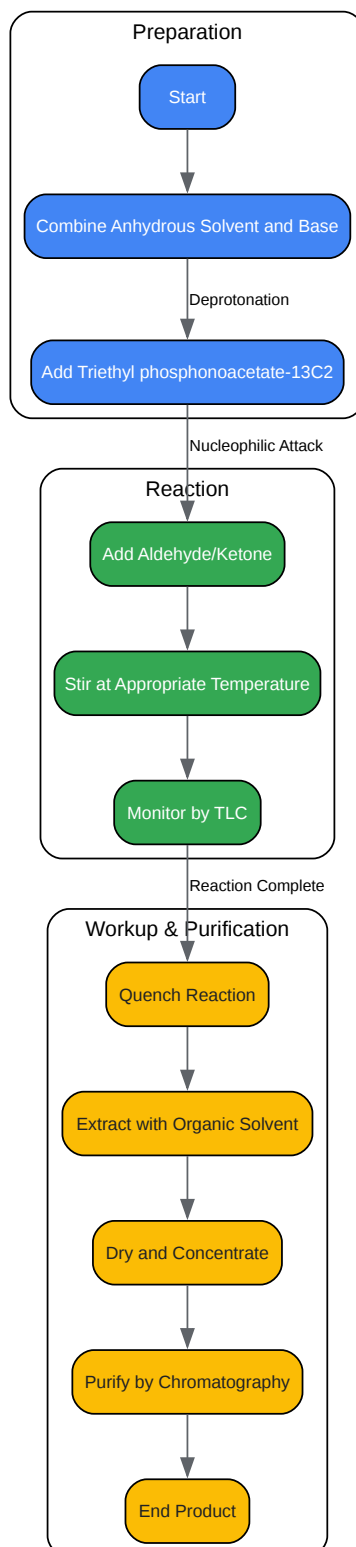 Preparation
Start
Combine Anhydrous Solvent and Base
Deprotonation
Add Triethyl phosphonoacetate-13C2
Nucleophilic Attack
Reaction
Add Aldehyde/Ketone
Stir at Appropriate Temperature
Monitor by TLC
Reaction Complete
Workup & Purification
Quench Reaction
Extract with Organic Solvent
Dry and Concentrate
Purify by Chromatography
End Product